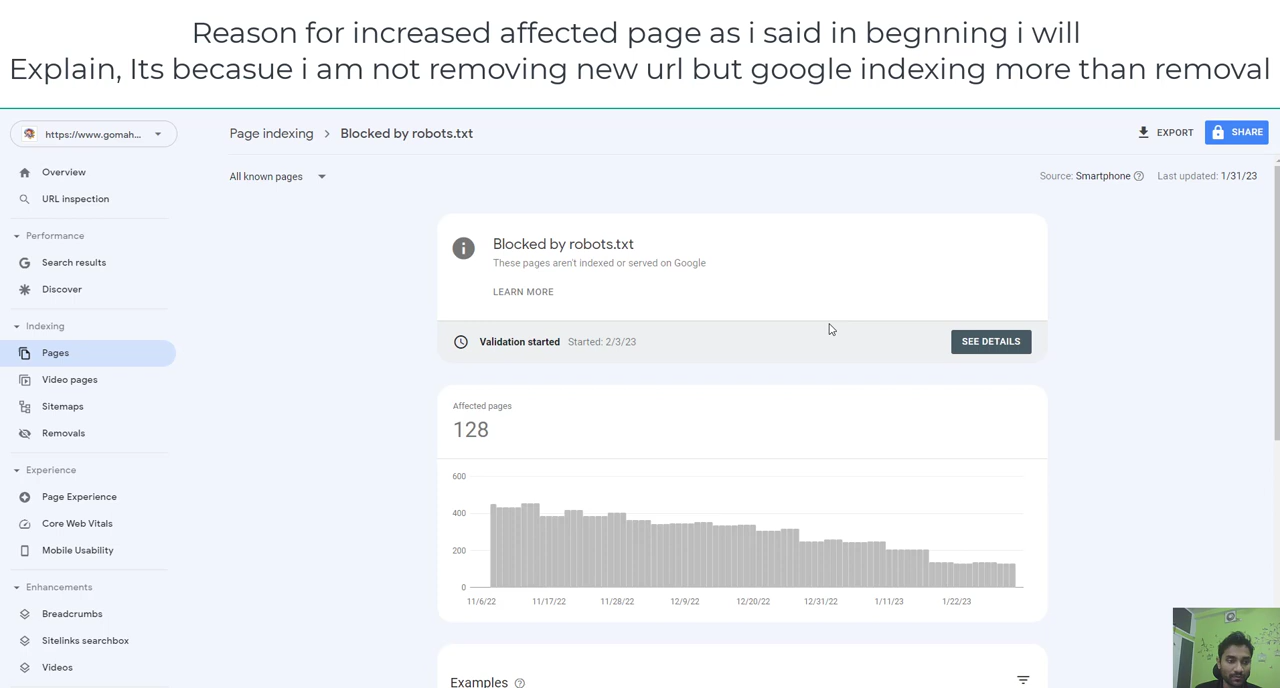 Reason for increased affected page as i said in begnning i will
Explain, Its becasue i am not removing new url but google indexing more than removal
https://www.gomah...
Page indexing > Blocked by robots.txt
EXPORT
SHARE
Overview
All known pages
Source: Smartphone
Last updated: 1/31/23
URL inspection
Performance
Search results
Discover
Indexing
Pages
Video pages
Sitemaps
Removals
Experience
Page Experience
Core Web Vitals
Mobile Usability
Enhancements
Breadcrumbs
Sitelinks searchbox
Videos
Blocked by robots.txt
These pages aren't indexed or served on Google
LEARN MORE
Validation started Started: 2/3/23
SEE DETAILS
Affected pages
128
600
400
200
0
11/6/22 11/17/22 11/28/22 12/9/22 12/20/22 12/31/22 1/11/23 1/22/23
Examples